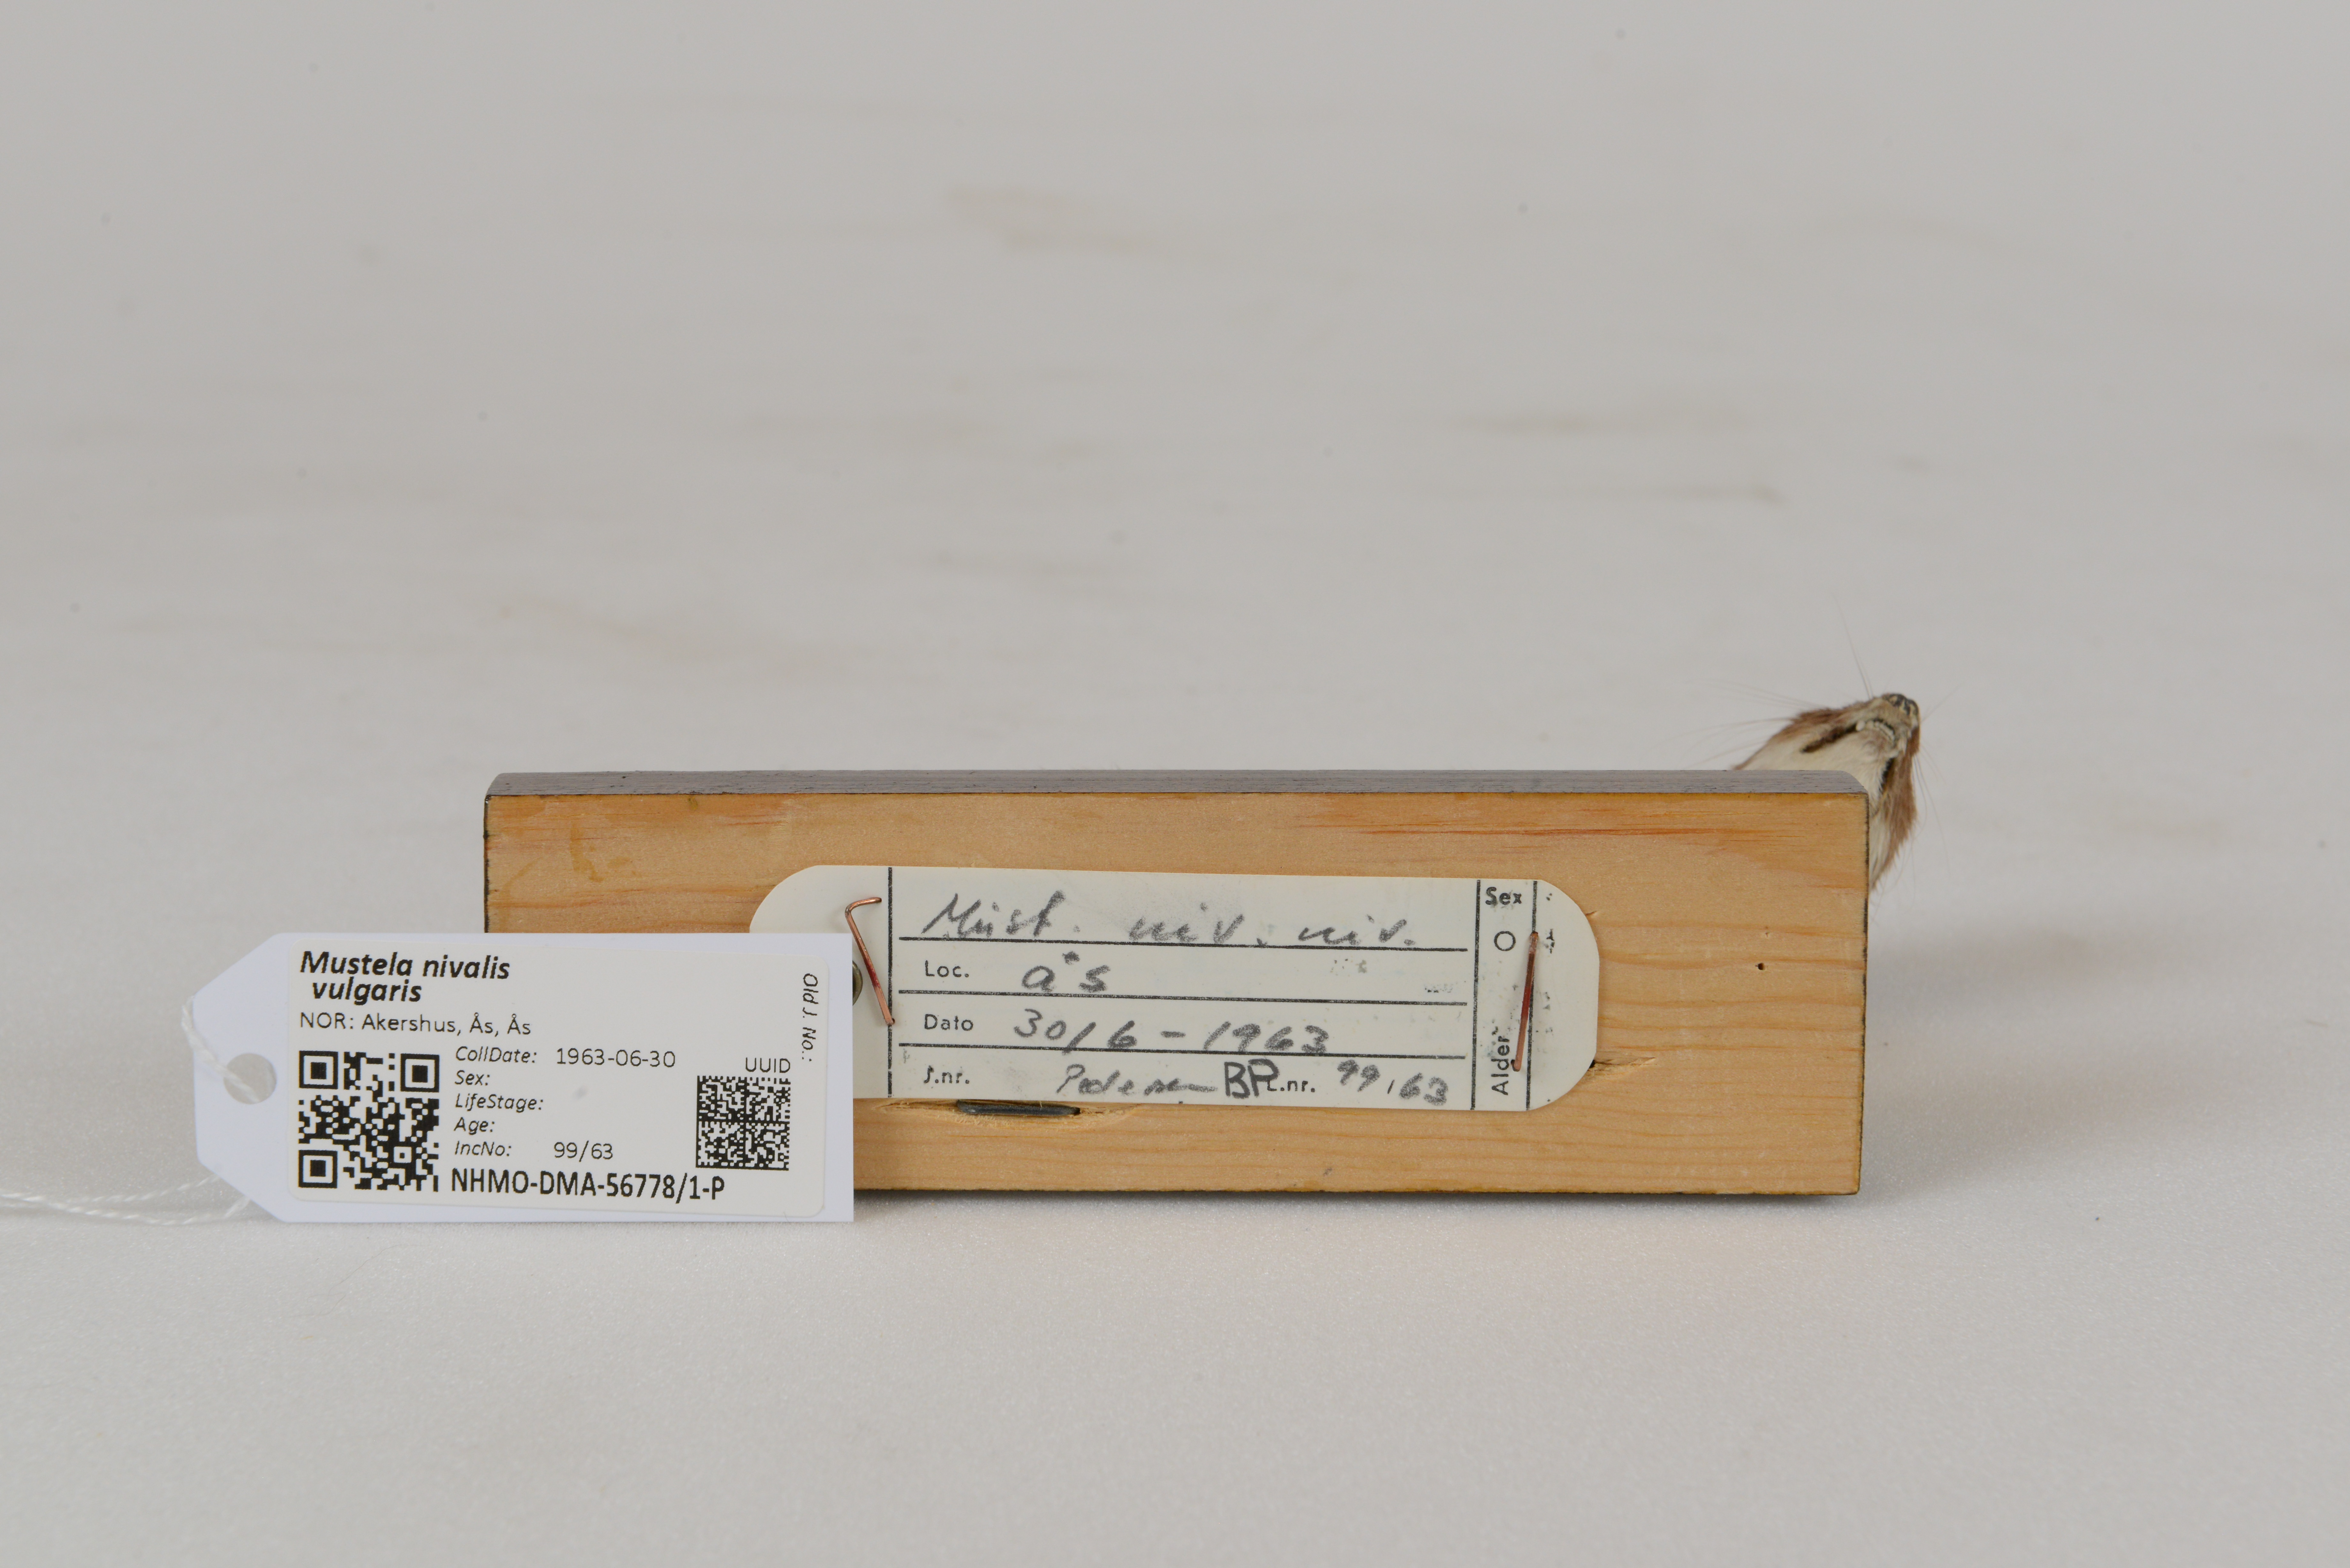 Mustela nivalis
vulgaris
NOR: Akershus, Ås, Ås
CollDate: 1963-06-30
Sex:
LifeStage:
Age:
IncNo: 99/63
NHMO-DMA-56778/1-P
UUID
Old J. No.:
Must. niv. niv.
Loc. ås
Dato 30/6-1963
J.nr. Pedersen BP L.nr. 99/63
Sex
Alder